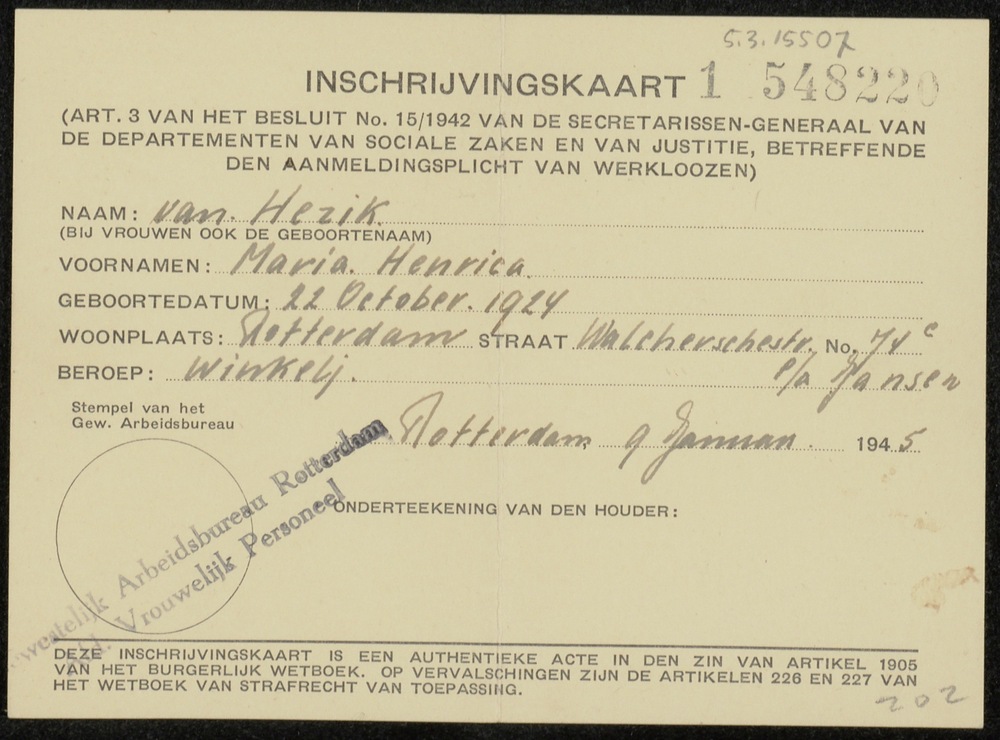 5.3.15507
INSCHRIJVINGSKAART 1 548220
(ART. 3 VAN HET BESLUIT No. 15/1942 VAN DE SECRETARISSEN-GENERAAL VAN
DE DEPARTEMENTEN VAN SOCIALE ZAKEN EN VAN JUSTITIE, BETREFFENDE
DEN AANMELDINGSPLICHT VAN WERKLOOZEN)
NAAM: van. Herik
(BIJ VROUWEN OOK DE GEBOORTENAAM)
VOORNAMEN: Maria. Henrica
GEBOORTEDATUM: 22 October. 1924
WOONPLAATS: Rotterdam STRAAT Walcherschestr. No. 74 c
BEROEP: Winkelj. p/a Jansen
Stempel van het
Gew. Arbeidsbureau
Rotterdam, 9 Januari. 1945
Arbeidsbureau Rotterdam
Vrouwelijk Personeel
ONDERTEEKENING VAN DEN HOUDER:
DEZE INSCHRIJVINGSKAART IS EEN AUTHENTIEKE ACTE IN DEN ZIN VAN ARTIKEL 1905
VAN HET BURGERLIJK WETBOEK. OP VERVALSCHINGEN ZIJN DE ARTIKELEN 226 EN 227 VAN
HET WETBOEK VAN STRAFRECHT VAN TOEPASSING.
202